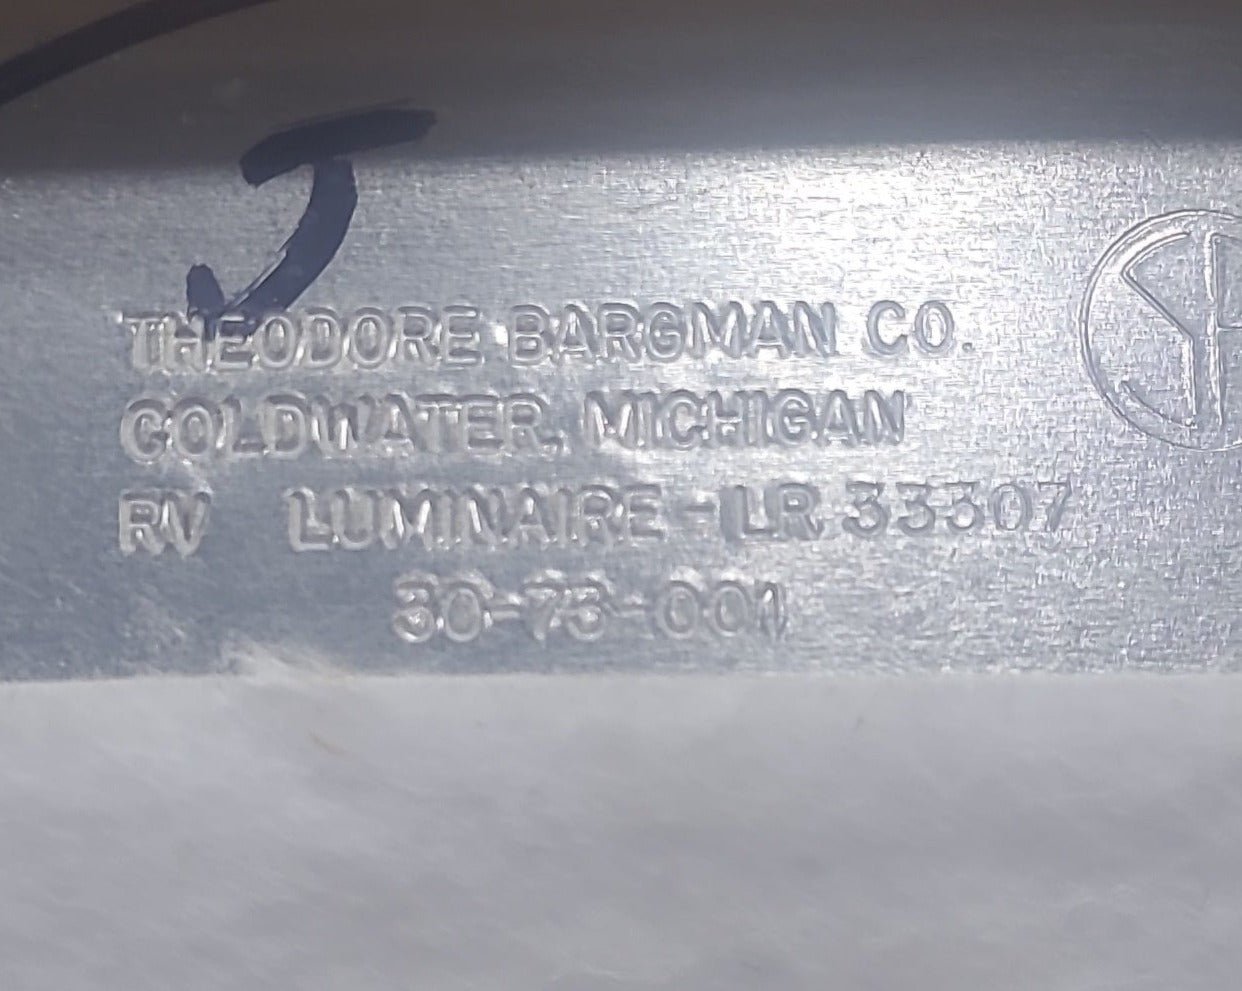 J
THEODORE BARGMAN CO.
COLDWATER, MICHIGAN
RV LUMINAIRE-LR 33307
30-73-001